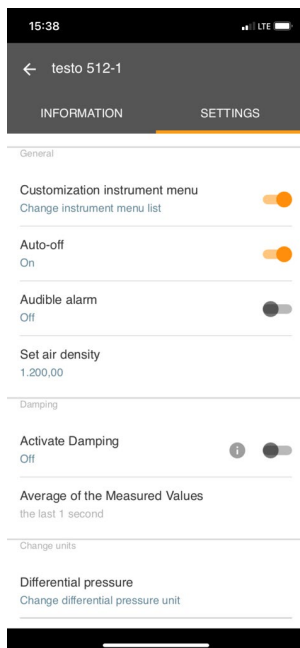 15:38
LTE
testo 512-1
INFORMATION SETTINGS
General
Customization instrument menu
Change instrument menu list
Auto-off
On
Audible alarm
Off
Set air density
1.200,00
Damping
Activate Damping
i
Off
Average of the Measured Values
the last 1 second
Change units
Differential pressure
Change differential pressure unit